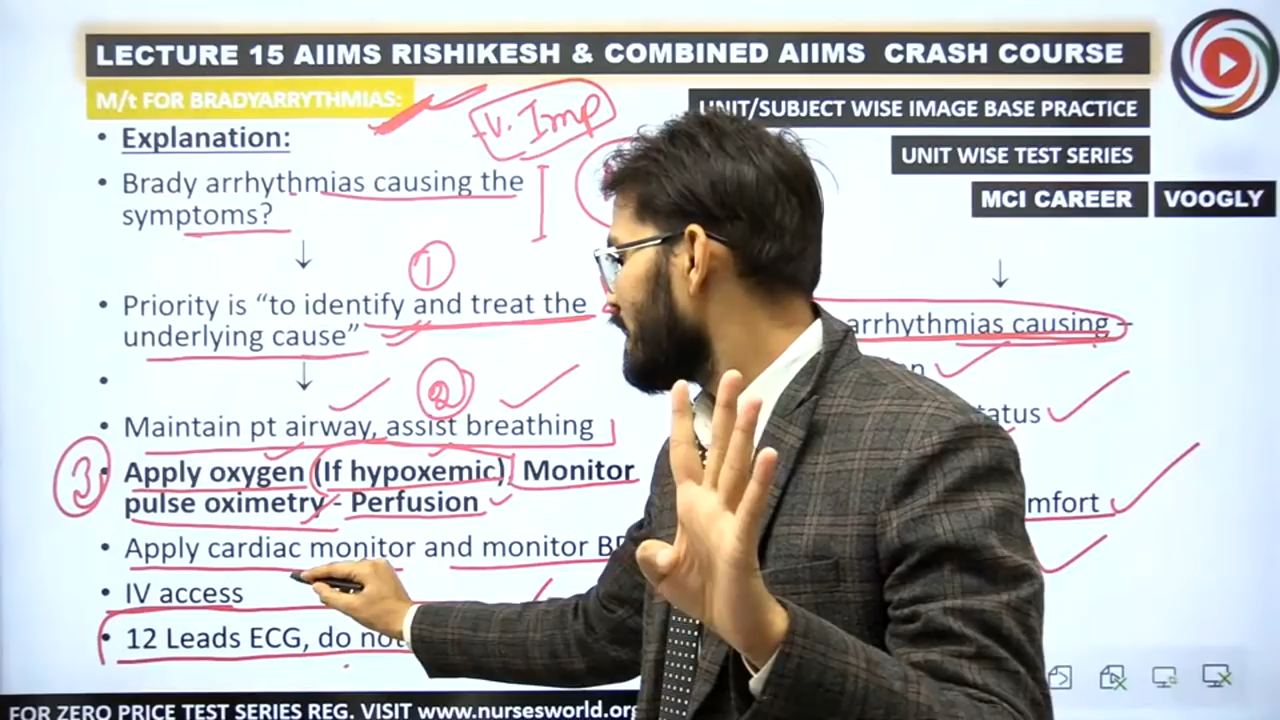 LECTURE 15 AIIMS RISHIKESH & COMBINED AIIMS CRASH COURSE
M/t FOR BRADYARRYTHMIAS:
V. Imp
UNIT/SUBJECT WISE IMAGE BASE PRACTICE
• Explanation:
UNIT WISE TEST SERIES
MCI CAREER
VOOGLY
• Brady arrhythmias causing the
symptoms?
↓
1
• Priority is “to identify and treat the
underlying cause”
↓
2
•
• Maintain pt airway, assist breathing
3
• Apply oxygen (If hypoxemic), Monitor
pulse oximetry - Perfusion
• Apply cardiac monitor and monitor
• IV access
• 12 Leads ECG, do not
↓
arrhythmias causing –
FOR ZERO PRICE TEST SERIES REG. VISIT www.nursesworld.org